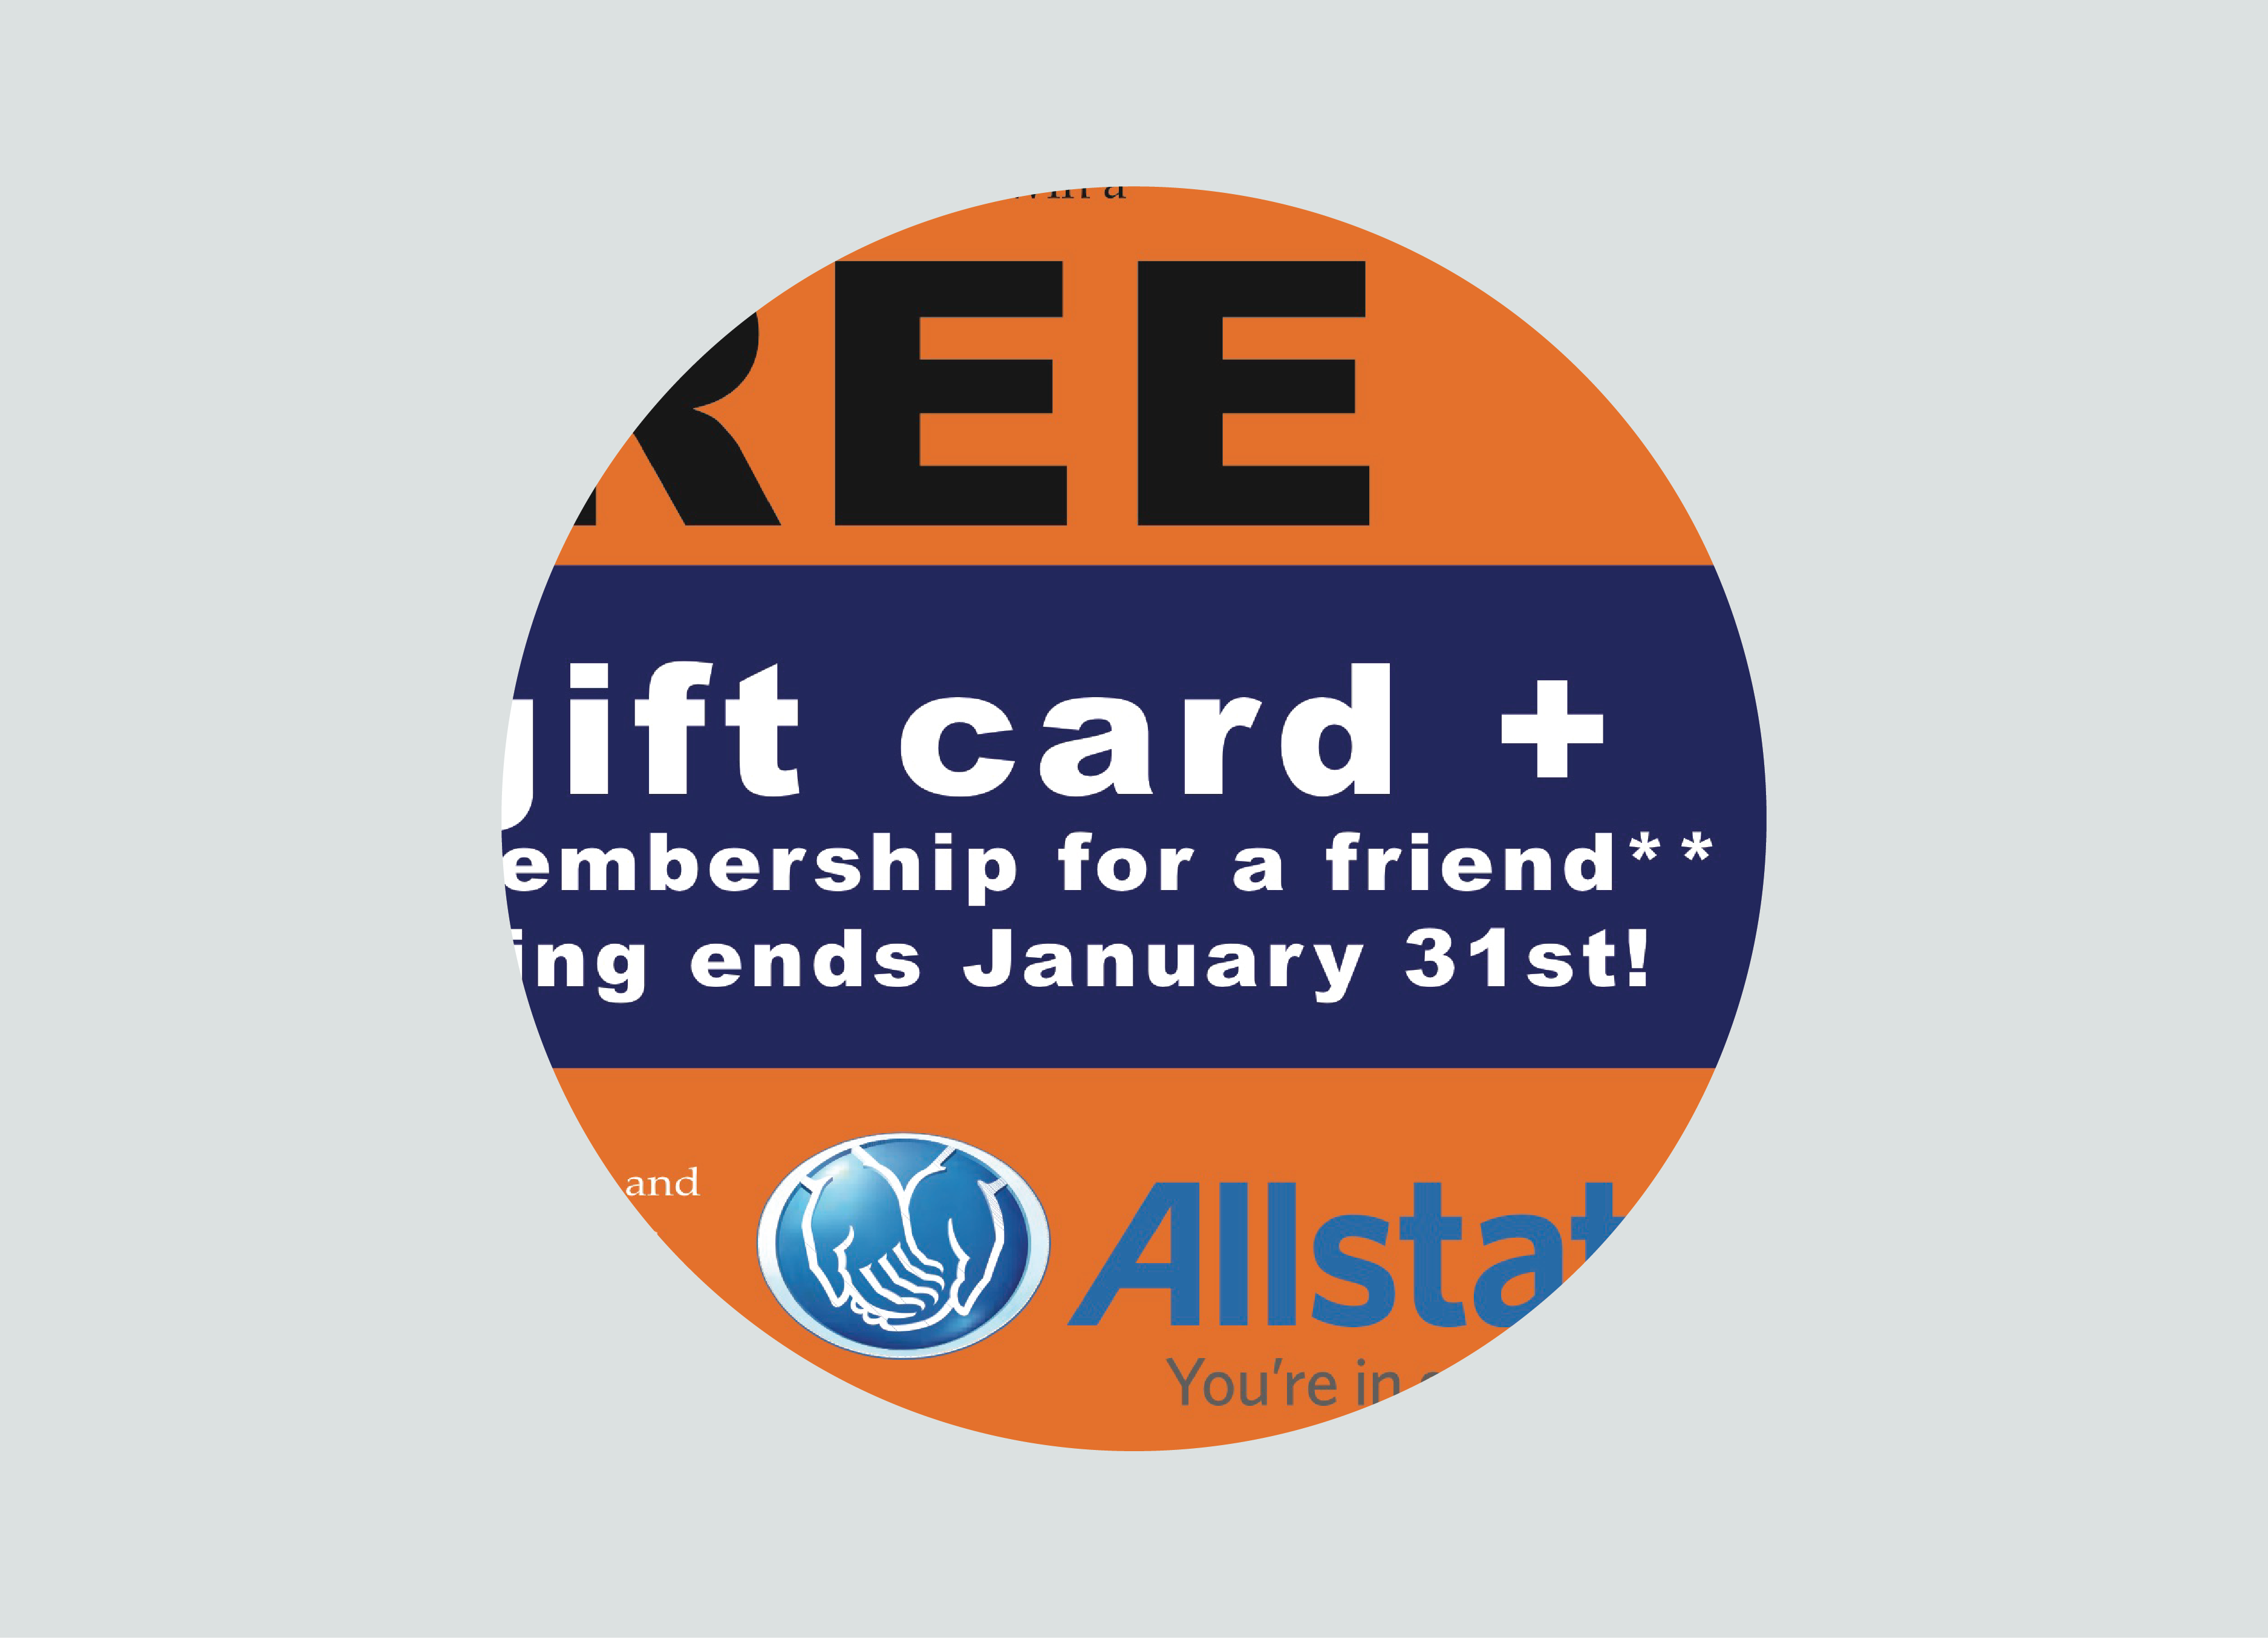 REE
gift card +
embership for a friend**
ing ends January 31st!
and
Allstat
You're in